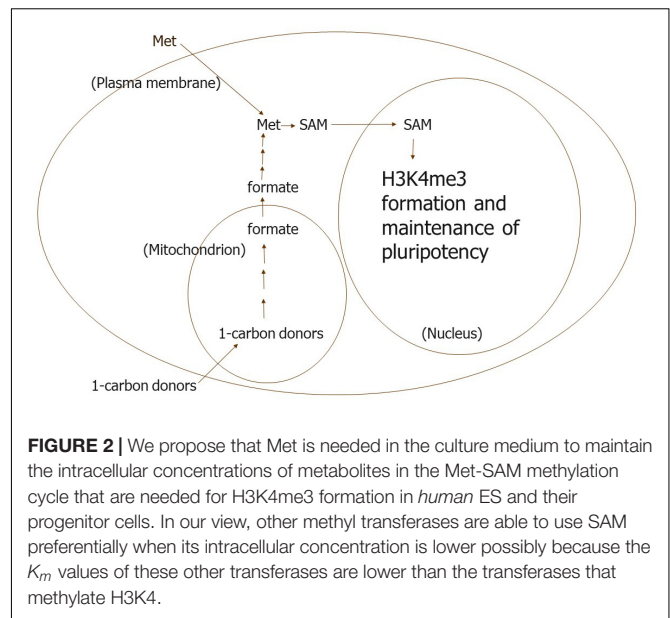 Met
(Plasma membrane)
Met SAM SAM
H3K4me3
formation and
maintenance of
pluripotency
formate
formate
(Mitochondrion)
1-carbon donors
(Nucleus)
1-carbon donors
FIGURE 2 | We propose that Met is needed in the culture medium to maintain
the intracellular concentrations of metabolites in the Met-SAM methylation
cycle that are needed for H3K4me3 formation in human ES and their
progenitor cells. In our view, other methyl transferases are able to use SAM
preferentially when its intracellular concentration is lower possibly because the
Km values of these other transferases are lower than the transferases that
methylate H3K4.